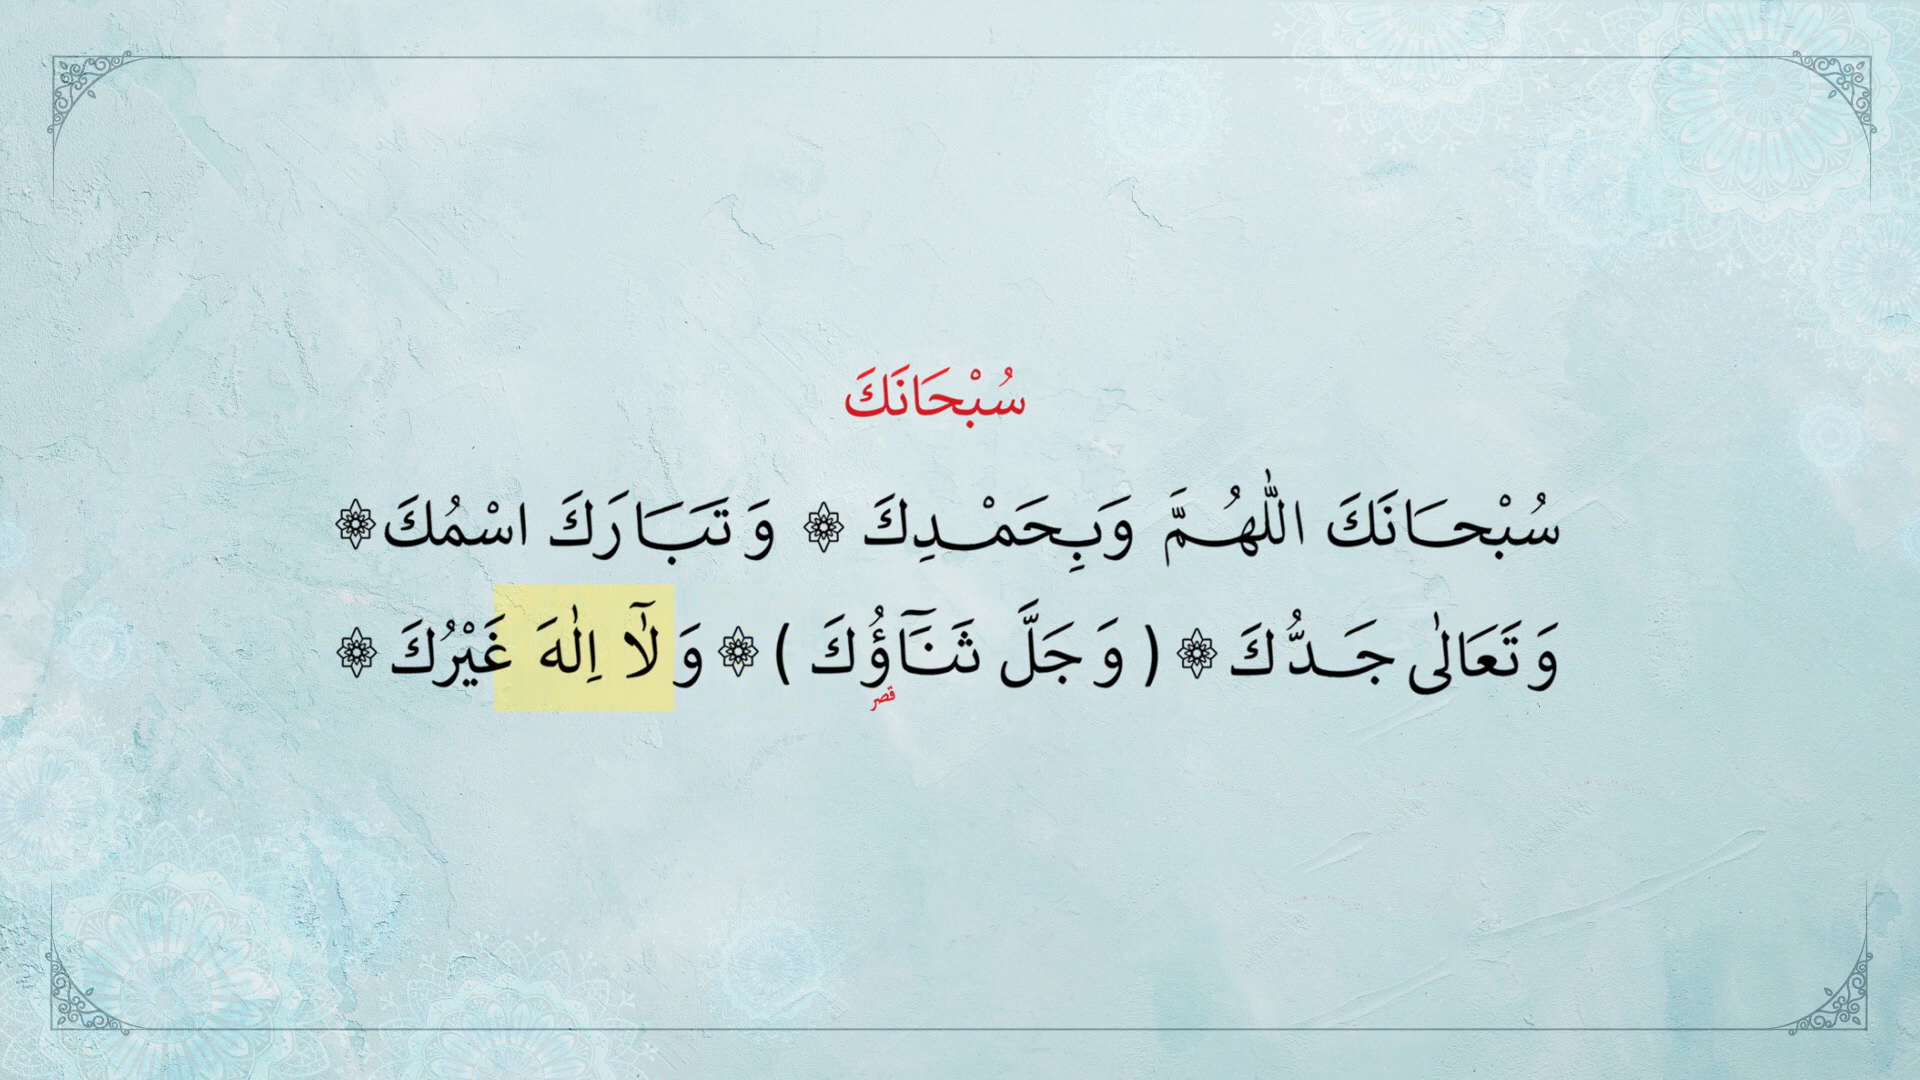 سُبْحَانَكَ
سُبْحَانَكَ اللّٰهُمَّ وَبِحَمْدِكَ ۞ وَتَبَارَكَ اسْمُكَ ۞
وَتَعَالٰى جَدُّكَ ۞ ( وَجَلَّ ثَنَٓاؤُكَ ) ۞ وَلَٓا اِلٰهَ غَيْرُكَ ۞
قصر